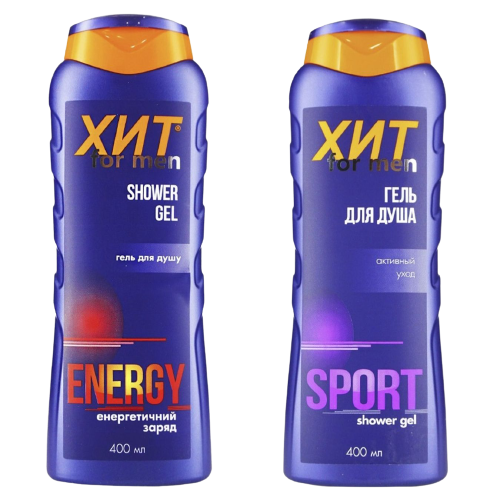 ХИТ®
for men
SHOWER
GEL
гель для душу
ENERGY
енергетичний
заряд
400 мл
ХИТ
for men
ГЕЛЬ
ДЛЯ ДУША
активный
уход
SPORT
shower gel
400 мл